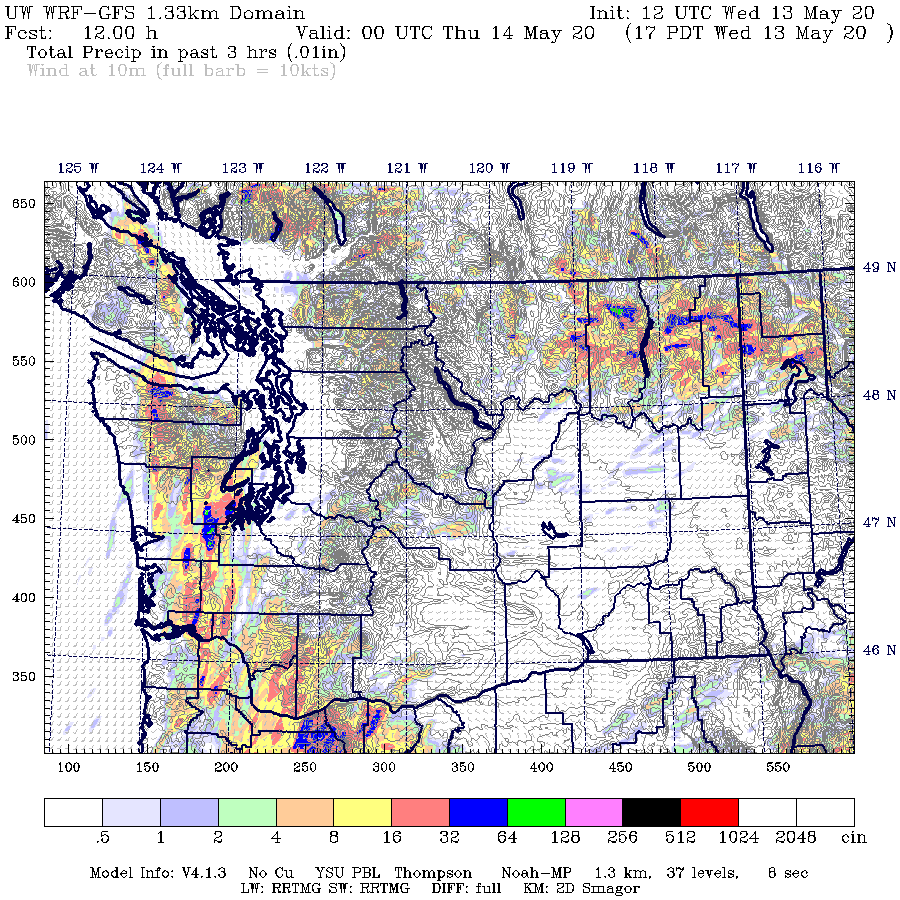 UW WRF-GFS 1.33km Domain Init: 12 UTC Wed 13 May 20
Fcst: 12.00 h Valid: 00 UTC Thu 14 May 20 (17 PDT Wed 13 May 20 )
Total Precip in past 3 hrs (.01in)
Wind at 10m (full barb = 10kts)
125 W 124 W 123 W 122 W 121 W 120 W 119 W 118 W 117 W 116 W
650
49 N
600
550
48 N
500
47 N
450
400
46 N
350
100 150 200 250 300 350 400 450 500 550
.5 1 2 4 8 16 32 64 128 256 512 1024 2048 cin
Model Info: V4.1.3 No Cu YSU PBL Thompson Noah-MP 1.3 km, 37 levels, 8 sec
LW: RRTMG SW: RRTMG DIFF: full KM: 2D Smagor